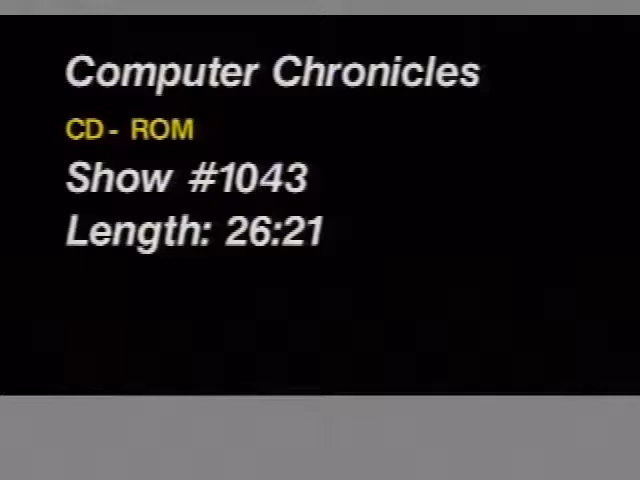 Computer Chronicles
CD- ROM
Show #1043
Length: 26:21